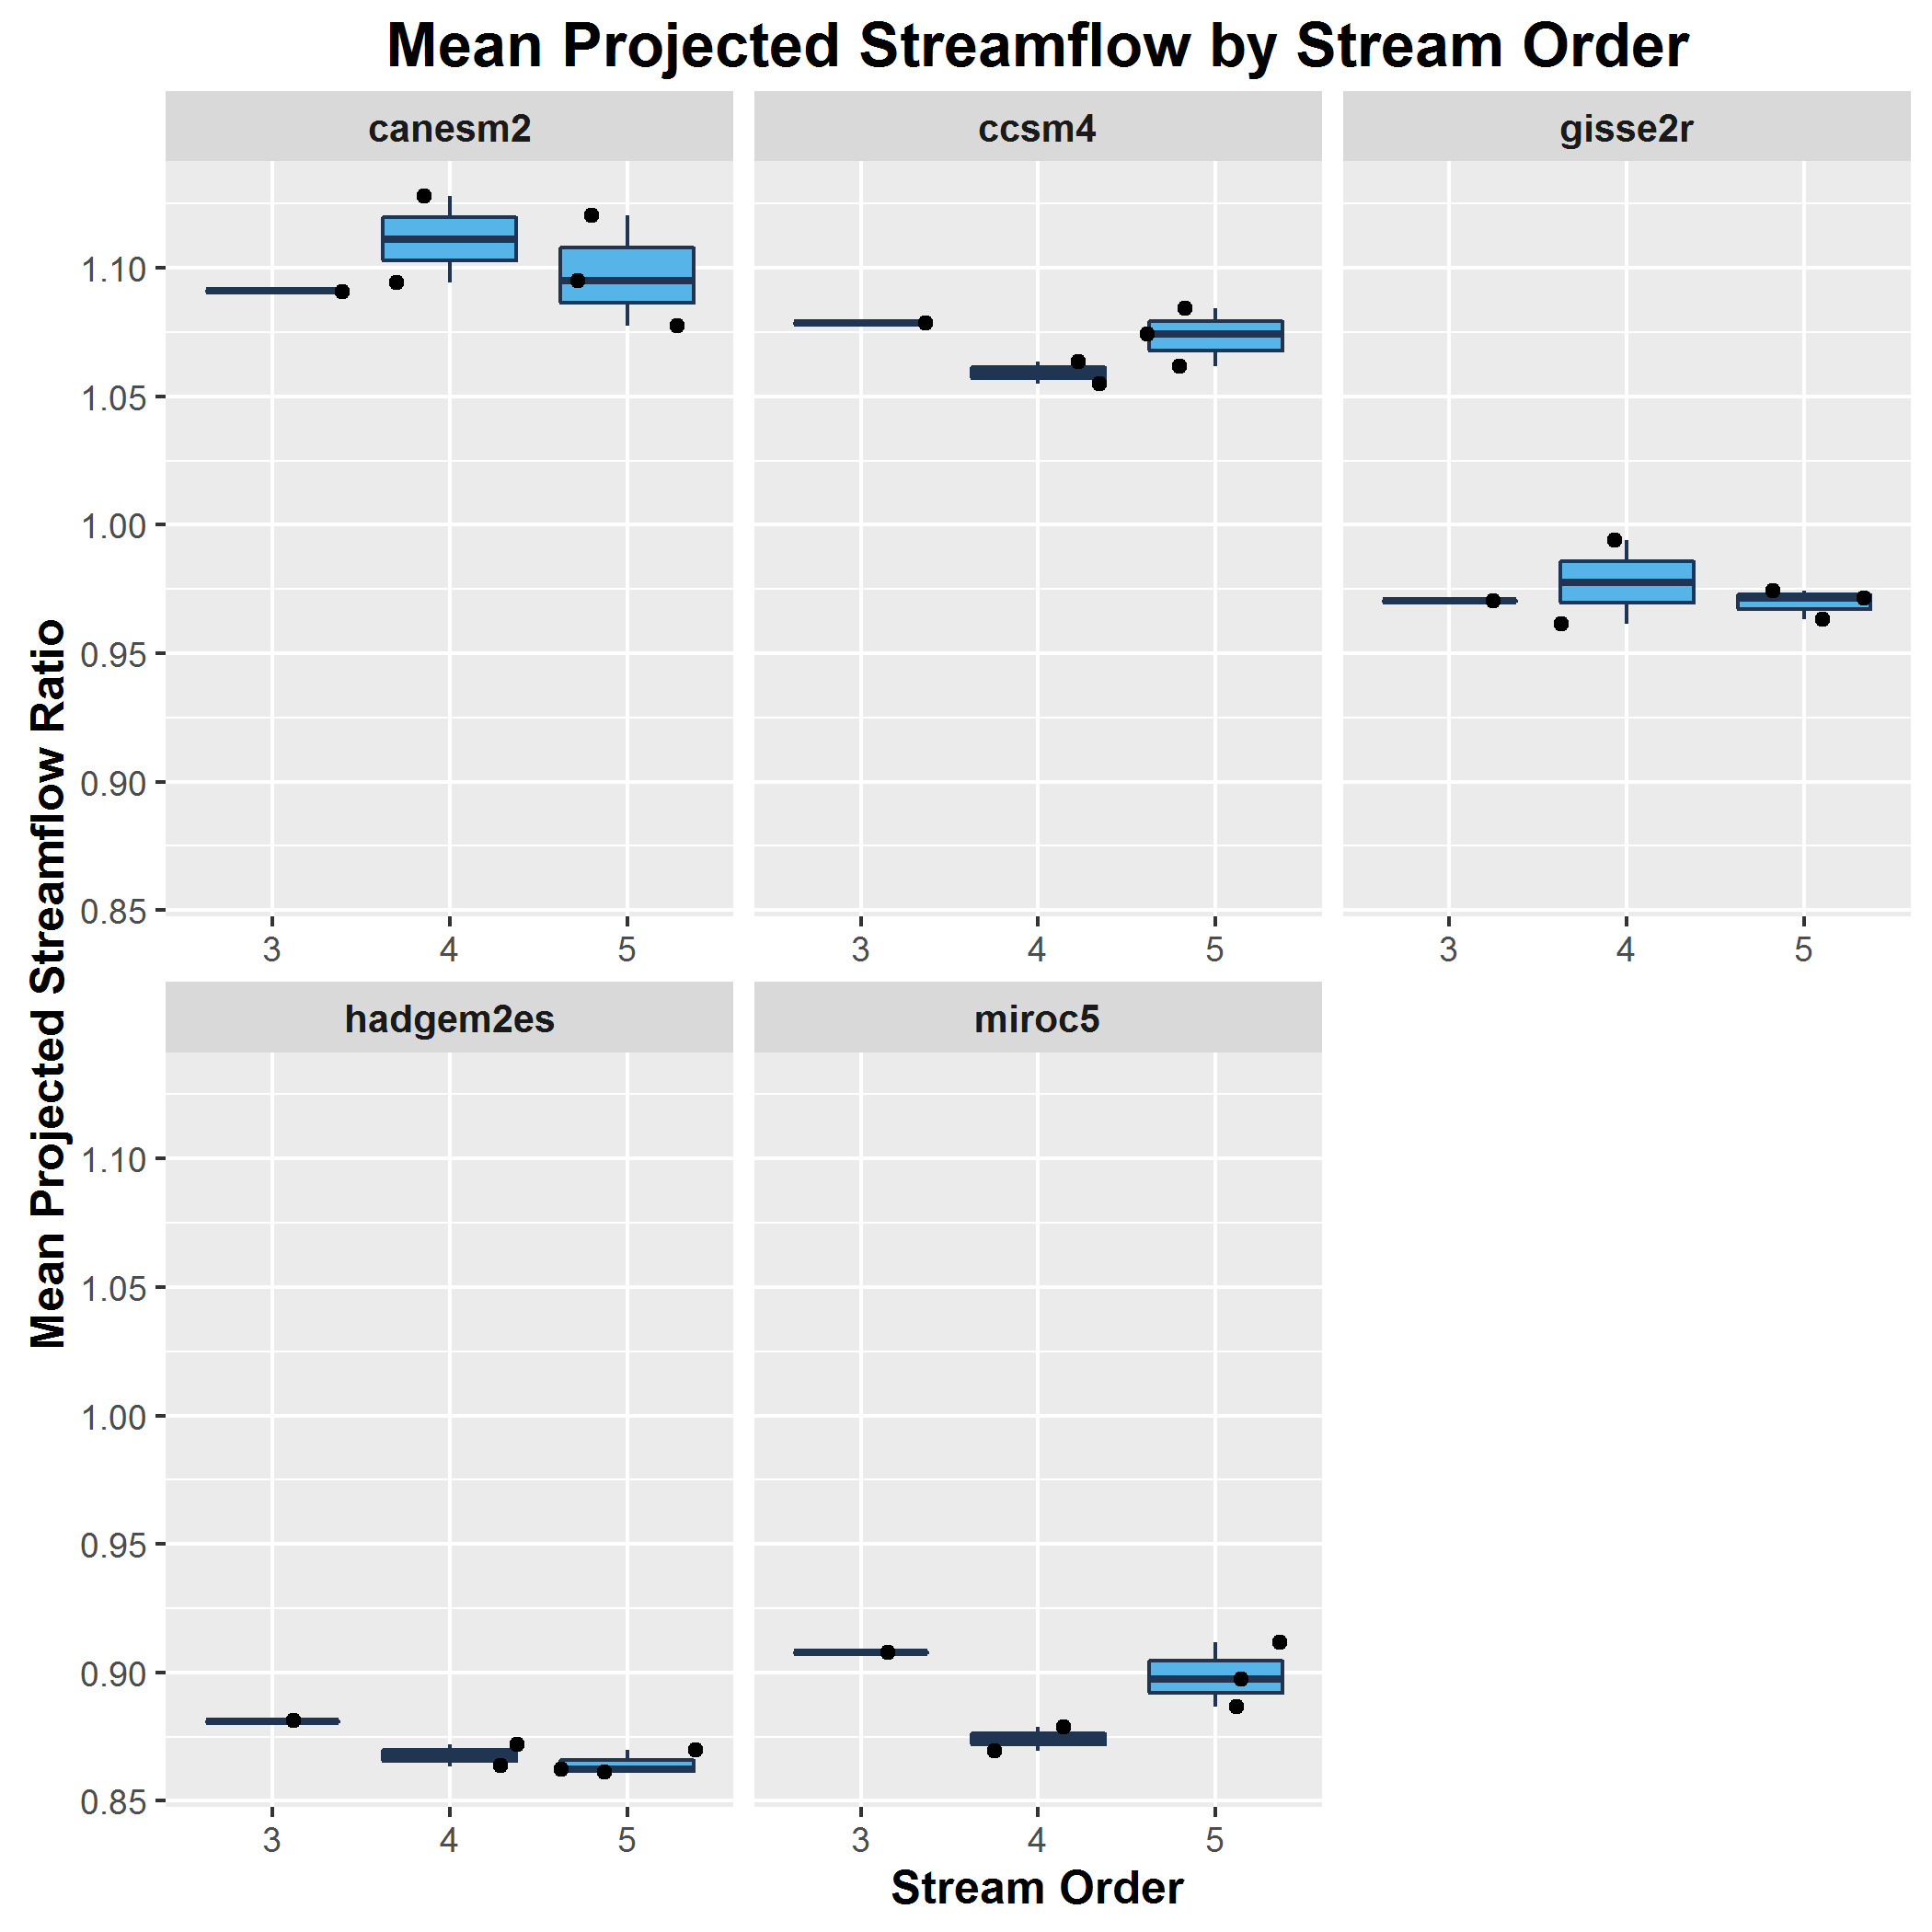 Mean Projected Streamflow by Stream Order
canesm2
ccsm4
gisse2r
1.10
1.05
1.00
0.95
0.90
0.85
3 4 5
3 4 5
3 4 5
Mean Projected Streamflow Ratio
hadgem2es
miroc5
1.10
1.05
1.00
0.95
0.90
0.85
3 4 5
3 4 5
Stream Order